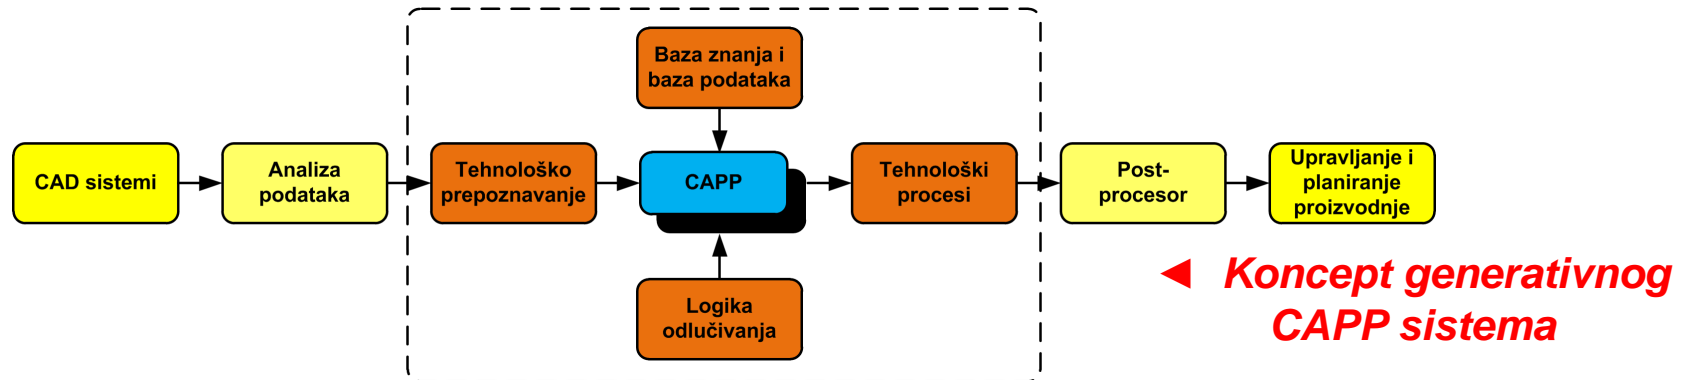 Baza znanja i
baza podataka
CAD sistemi
Analiza
podataka
Tehnološko
prepoznavanje
CAPP
Tehnološki
procesi
Post-
procesor
Upravljanje i
planiranje
proizvodnje
Logika
odlučivanja
◄ Koncept generativnog
CAPP sistema